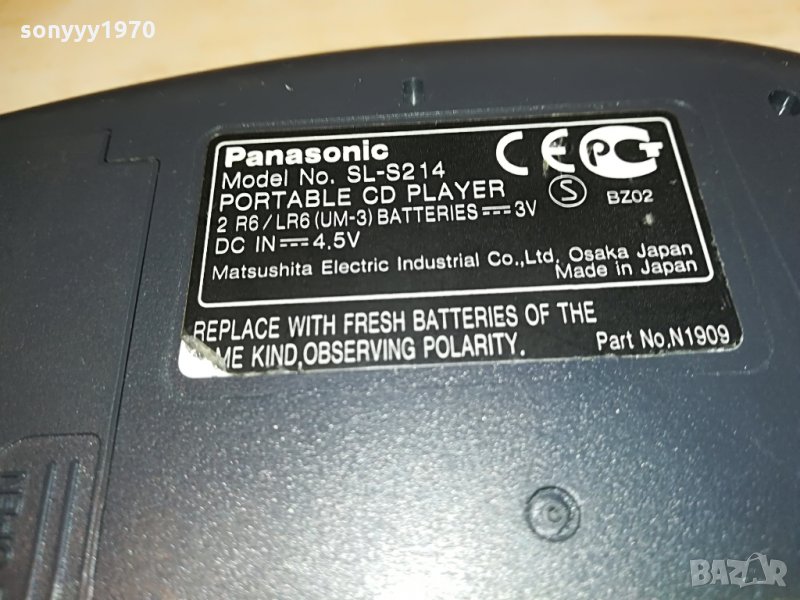 sonyyy1970
Panasonic
Model No. SL-S214
PORTABLE CD PLAYER
2 R6/LR6(UM-3)BATTERIES⎓3V
DC IN⎓4.5V
CE PCT
S BZ02
Matsushita Electric Industrial Co.,Ltd. Osaka Japan
Made in Japan
REPLACE WITH FRESH BATTERIES OF THE
ME KIND,OBSERVING POLARITY.
Part No.N1909
BAZAR